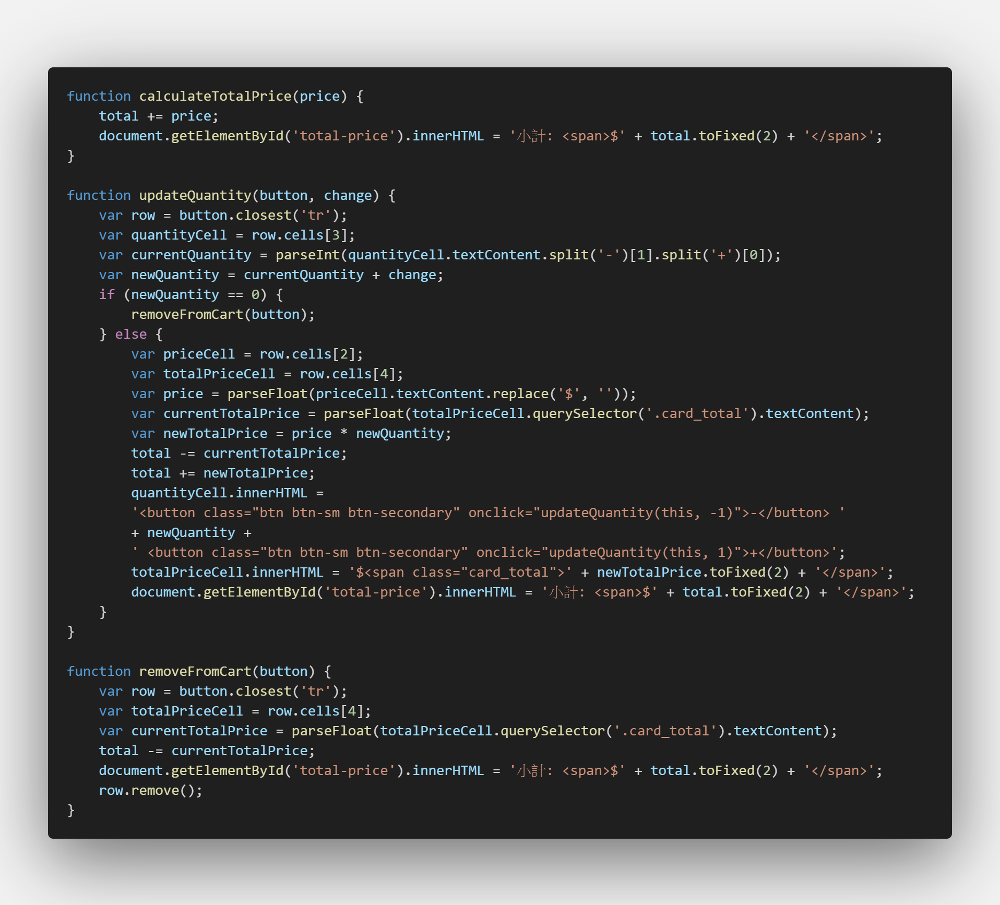 function calculateTotalPrice(price) {
    total += price;
    document.getElementById('total-price').innerHTML = '小計: <span>$' + total.toFixed(2) + '</span>';
}

function updateQuantity(button, change) {
    var row = button.closest('tr');
    var quantityCell = row.cells[3];
    var currentQuantity = parseInt(quantityCell.textContent.split('-')[1].split('+')[0]);
    var newQuantity = currentQuantity + change;
    if (newQuantity == 0) {
        removeFromCart(button);
    } else {
        var priceCell = row.cells[2];
        var totalPriceCell = row.cells[4];
        var price = parseFloat(priceCell.textContent.replace('$', ''));
        var currentTotalPrice = parseFloat(totalPriceCell.querySelector('.card_total').textContent);
        var newTotalPrice = price * newQuantity;
        total -= currentTotalPrice;
        total += newTotalPrice;
        quantityCell.innerHTML =
        '<button class="btn btn-sm btn-secondary" onclick="updateQuantity(this, -1)">-</button> '
        + newQuantity +
        ' <button class="btn btn-sm btn-secondary" onclick="updateQuantity(this, 1)">+</button>';
        totalPriceCell.innerHTML = '$<span class="card_total">' + newTotalPrice.toFixed(2) + '</span>';
        document.getElementById('total-price').innerHTML = '小計: <span>$' + total.toFixed(2) + '</span>';
    }
}

function removeFromCart(button) {
    var row = button.closest('tr');
    var totalPriceCell = row.cells[4];
    var currentTotalPrice = parseFloat(totalPriceCell.querySelector('.card_total').textContent);
    total -= currentTotalPrice;
    document.getElementById('total-price').innerHTML = '小計: <span>$' + total.toFixed(2) + '</span>';
    row.remove();
}